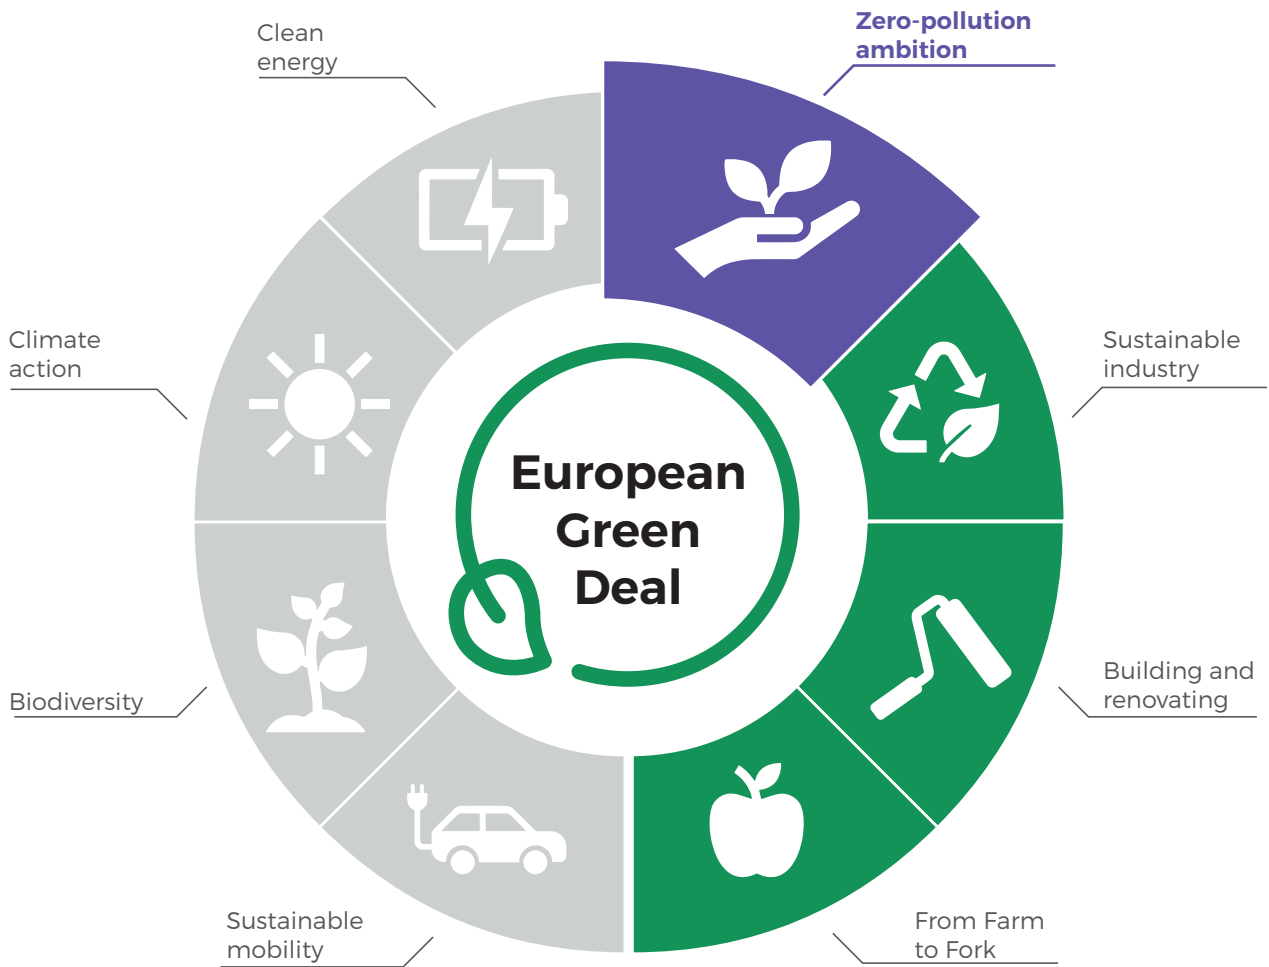 Clean
energy
Zero-pollution
ambition
Climate
action
Sustainable
industry
European
Green
Deal
Biodiversity
Building and
renovating
Sustainable
mobility
From Farm
to Fork